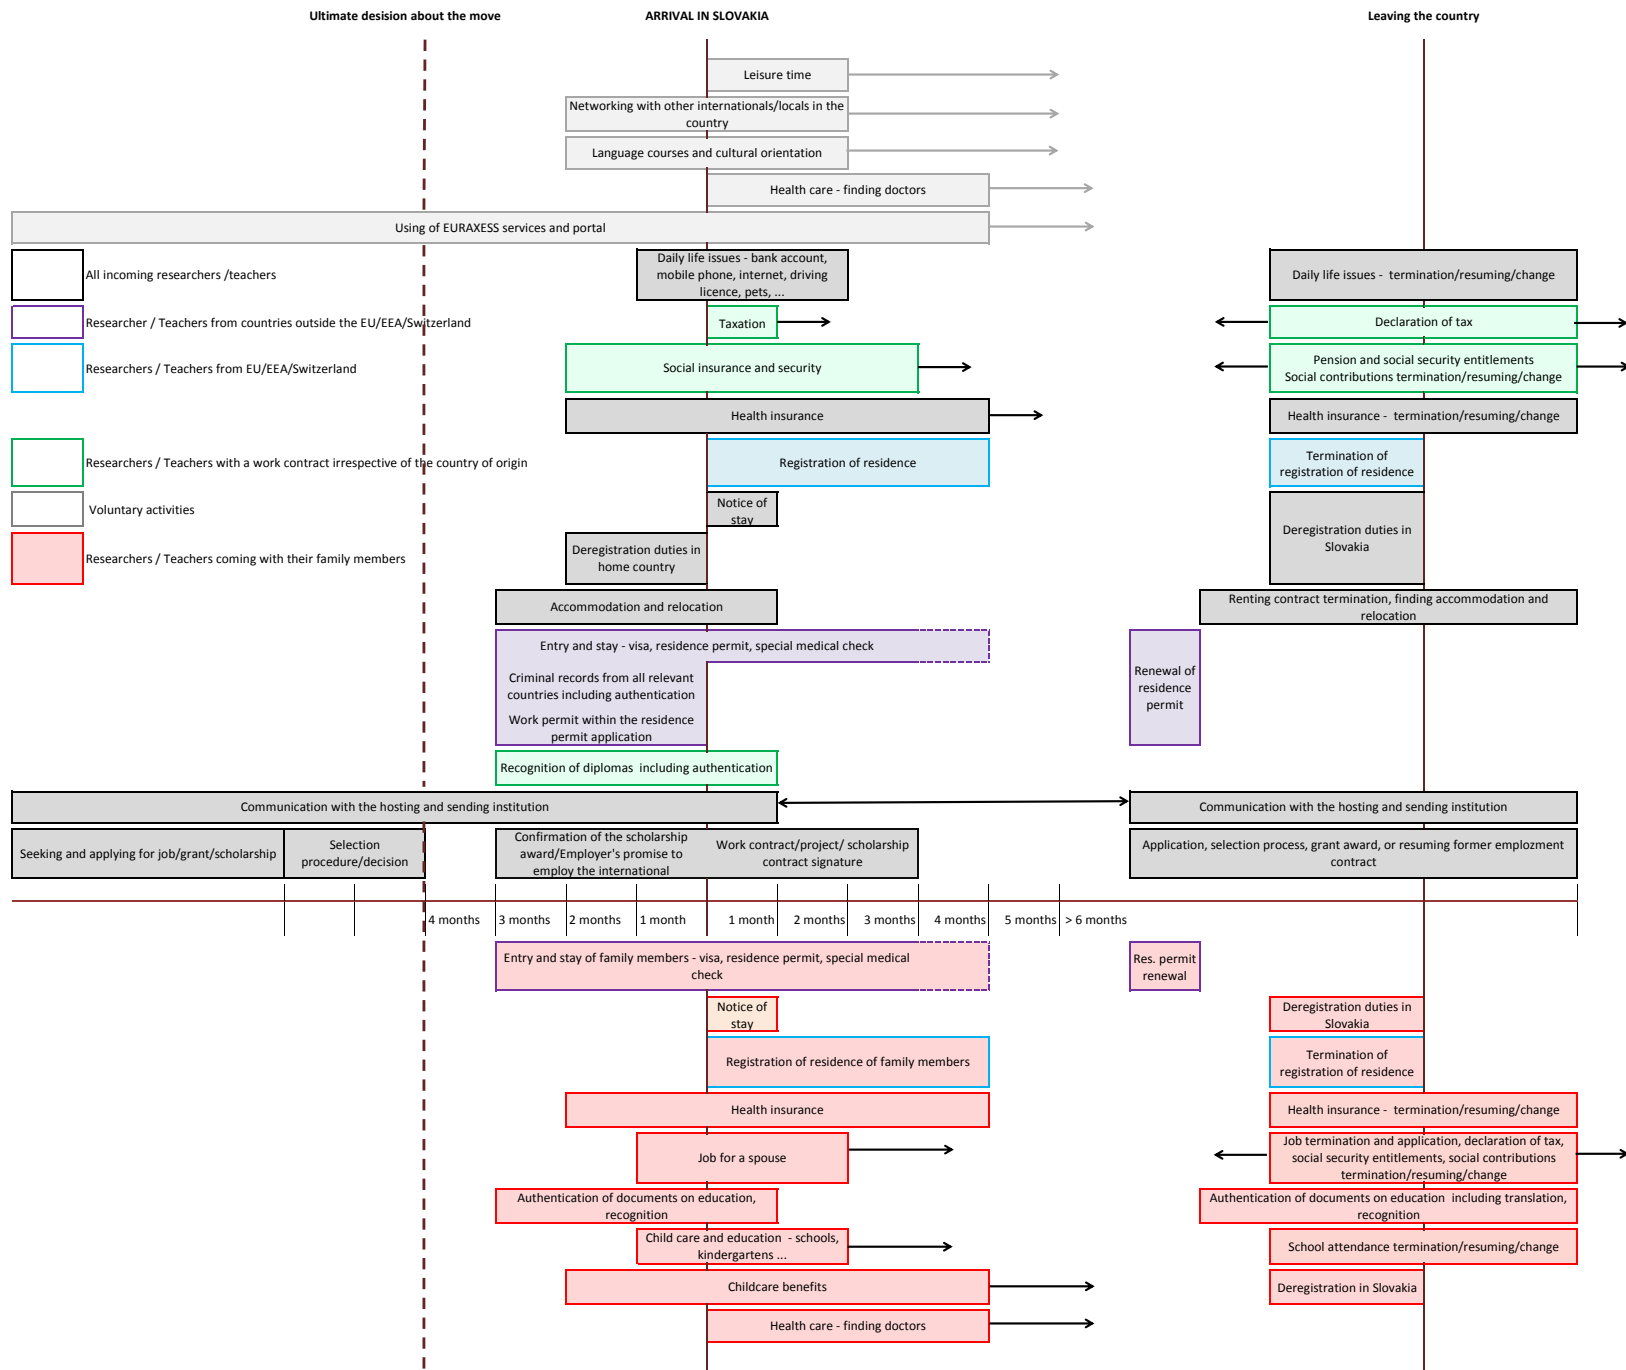 Ultimate desision about the move
ARRIVAL IN SLOVAKIA
Leaving the country
Leisure time
Networking with other internationals/locals in the
country
Language courses and cultural orientation
Health care - finding doctors
Using of EURAXESS services and portal
All incoming researchers /teachers
Daily life issues - bank account,
mobile phone, internet, driving
licence, pets, ...
Daily life issues - termination/resuming/change
Researcher / Teachers from countries outside the EU/EEA/Switzerland
Taxation
Declaration of tax
Researchers / Teachers from EU/EEA/Switzerland
Social insurance and security
Pension and social security entitlements
Social contributions termination/resuming/change
Health insurance
Health insurance - termination/resuming/change
Researchers / Teachers with a work contract irrespective of the country of origin
Registration of residence
Termination of
registration of residence
Voluntary activities
Notice of
stay
Deregistration duties in
Slovakia
Researchers / Teachers coming with their family members
Deregistration duties in
home country
Accommodation and relocation
Renting contract termination, finding accommodation and
relocation
Entry and stay - visa, residence permit, special medical check
Criminal records from all relevant
countries including authentication
Work permit within the residence
permit application
Renewal of
residence
permit
Recognition of diplomas including authentication
Communication with the hosting and sending institution
Communication with the hosting and sending institution
Seeking and applying for job/grant/scholarship
Selection
procedure/decision
Confirmation of the scholarship
award/Employer's promise to
employ the international
Work contract/project/ scholarship
contract signature
Application, selection process, grant award, or resuming former employment
contract
4 months
3 months
2 months
1 month
1 month
2 months
3 months
4 months
5 months
> 6 months
Entry and stay of family members - visa, residence permit, special medical
check
Res. permit
renewal
Notice of
stay
Deregistration duties in
Slovakia
Registration of residence of family members
Termination of
registration of residence
Health insurance
Health insurance - termination/resuming/change
Job for a spouse
Job termination and application, declaration of tax,
social security entitlements, social contributions
termination/resuming/change
Authentication of documents on education,
recognition
Authentication of documents on education including translation,
recognition
Child care and education - schools,
kindergartens ...
School attendance termination/resuming/change
Childcare benefits
Deregistration in Slovakia
Health care - finding doctors